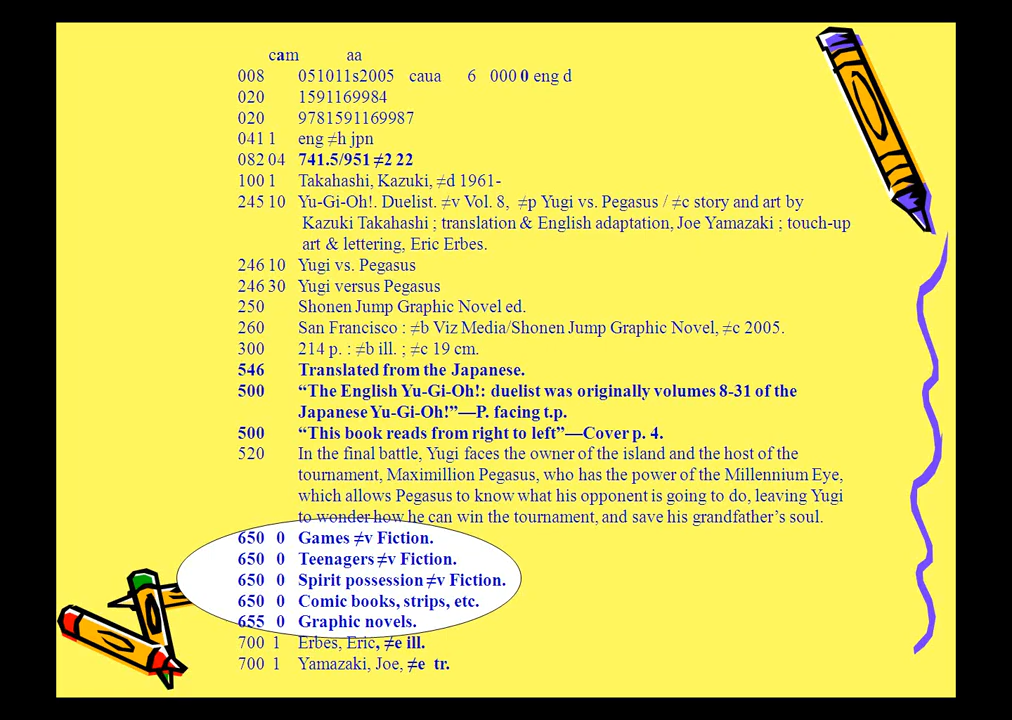 cam aa
008 051011s2005 caua 6 000 0 eng d
020 1591169984
020 9781591169987
041 1 eng ≠h jpn
082 04 741.5/951 ≠2 22
100 1 Takahashi, Kazuki, ≠d 1961-
245 10 Yu-Gi-Oh!. Duelist. ≠v Vol. 8, ≠p Yugi vs. Pegasus / ≠c story and art by
Kazuki Takahashi ; translation & English adaptation, Joe Yamazaki ; touch-up
art & lettering, Eric Erbes.
246 10 Yugi vs. Pegasus
246 30 Yugi versus Pegasus
250 Shonen Jump Graphic Novel ed.
260 San Francisco : ≠b Viz Media/Shonen Jump Graphic Novel, ≠c 2005.
300 214 p. : ≠b ill. ; ≠c 19 cm.
546 Translated from the Japanese.
500 “The English Yu-Gi-Oh!: duelist was originally volumes 8-31 of the
Japanese Yu-Gi-Oh!”—P. facing t.p.
500 “This book reads from right to left”—Cover p. 4.
520 In the final battle, Yugi faces the owner of the island and the host of the
tournament, Maximillion Pegasus, who has the power of the Millennium Eye,
which allows Pegasus to know what his opponent is going to do, leaving Yugi
to wonder how he can win the tournament, and save his grandfather’s soul.
650 0 Games ≠v Fiction.
650 0 Teenagers ≠v Fiction.
650 0 Spirit possession ≠v Fiction.
650 0 Comic books, strips, etc.
655 0 Graphic novels.
700 1 Erbes, Eric, ≠e ill.
700 1 Yamazaki, Joe, ≠e tr.